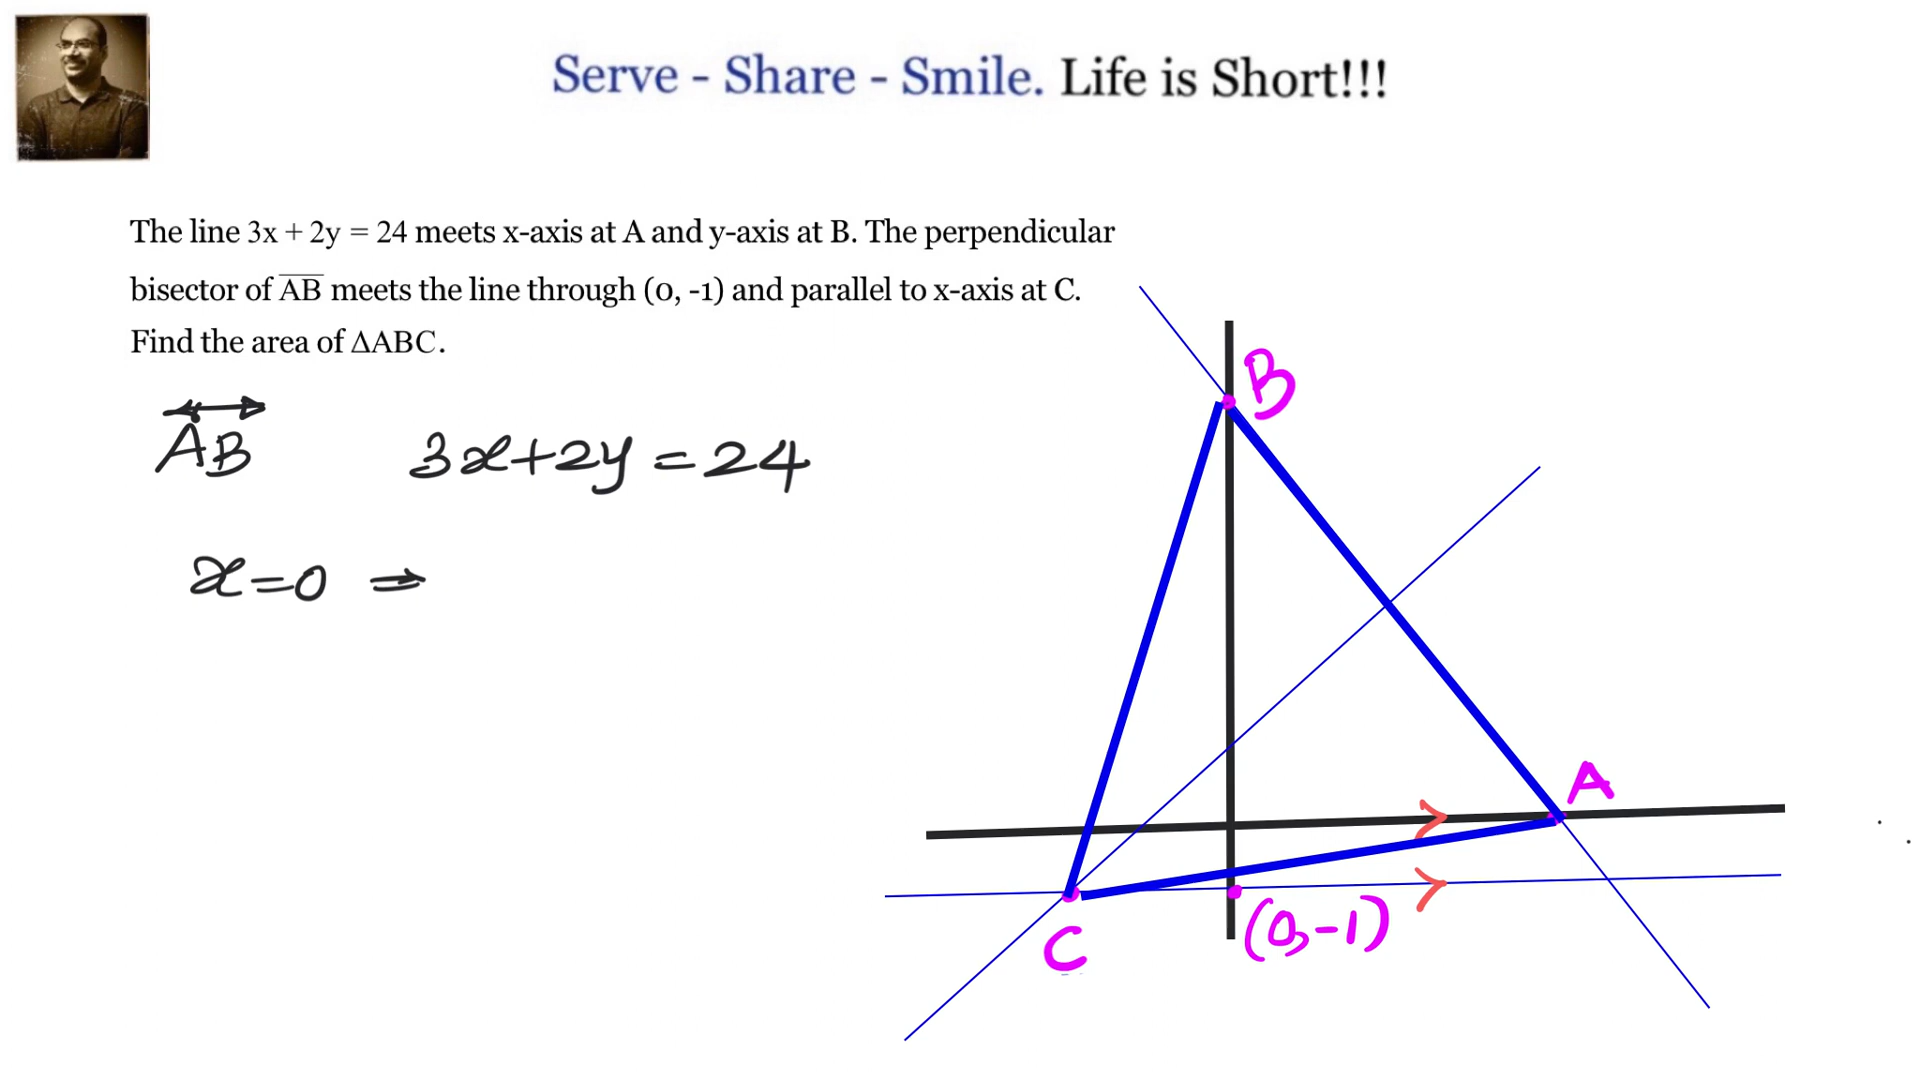 Serve - Share - Smile. Life is Short!!!
The line 3x + 2y = 24 meets x-axis at A and y-axis at B. The perpendicular
bisector of A̅B̅ meets the line through (0, -1) and parallel to x-axis at C.
Find the area of ΔABC.
B
AB 3x+2y=24
x=0 ⇒
A
(0,-1)
C